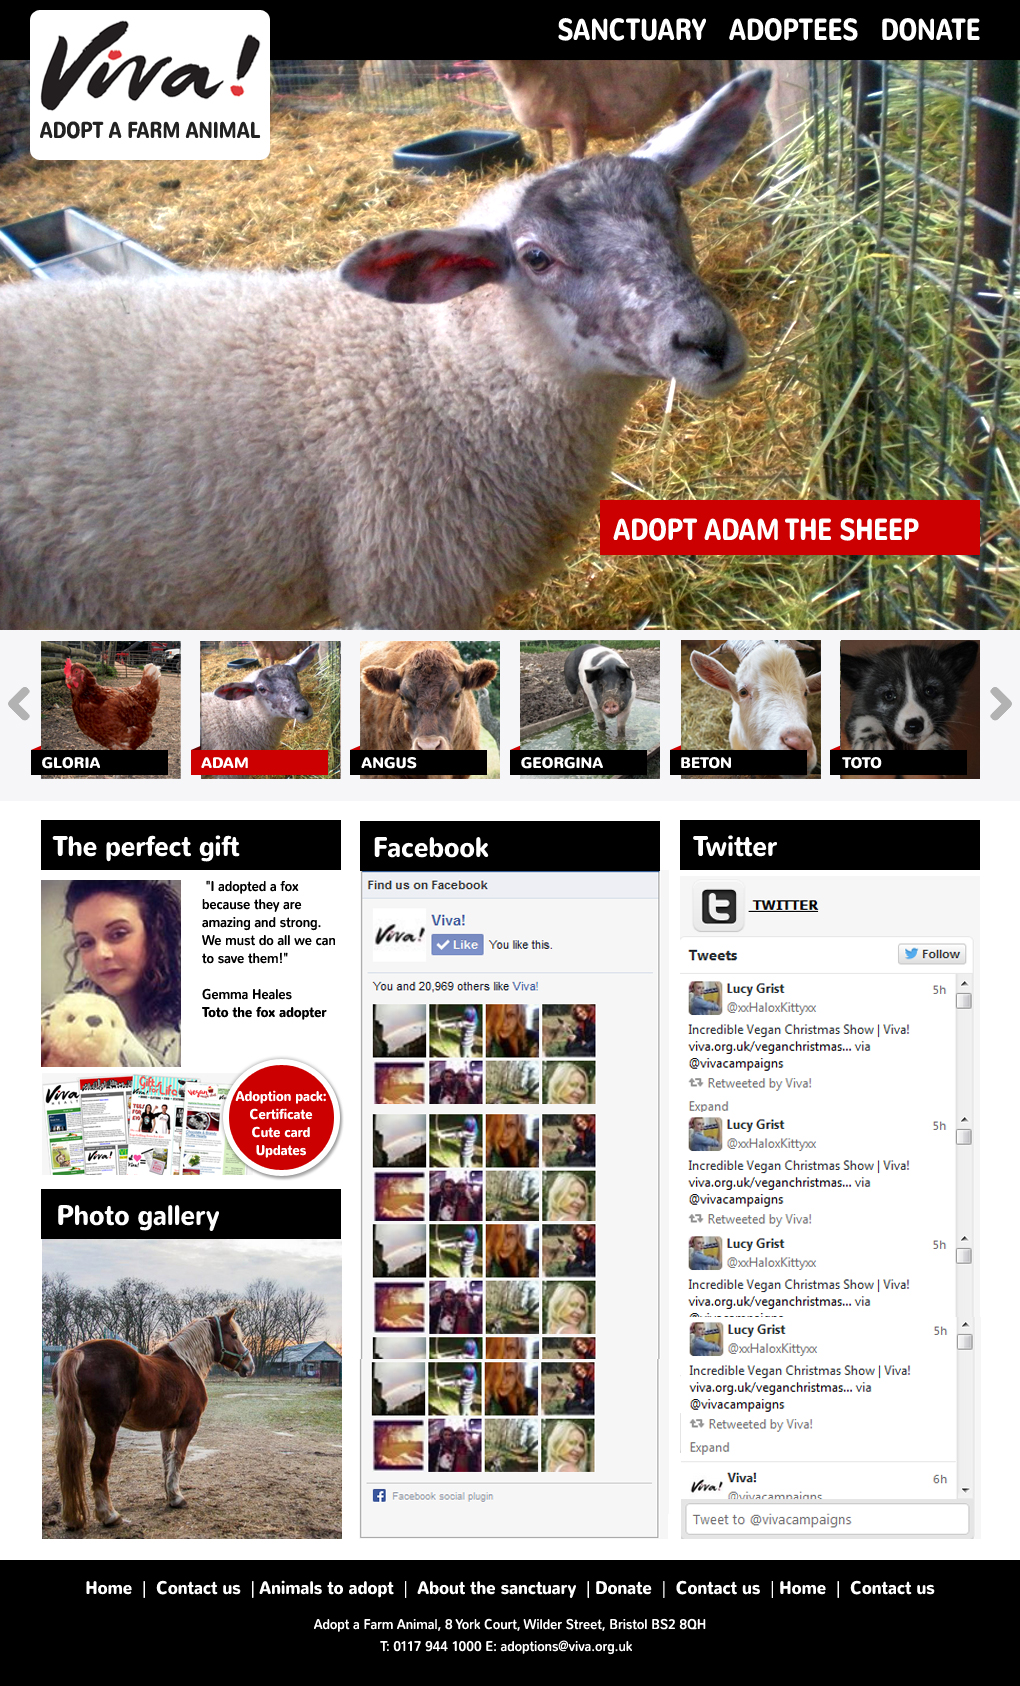 Viva!
ADOPT A FARM ANIMAL
SANCTUARY ADOPTEES DONATE
ADOPT ADAM THE SHEEP
GLORIA
ADAM
ANGUS
GEORGINA
BETON
TOTO
The perfect gift
"I adopted a fox
because they are
amazing and strong.
We must do all we can
to save them!"
Gemma Heales
Toto the fox adopter
Viva!
Gift
for Life
vegan
Viva!
Adoption pack:
Certificate
Cute card
Updates
Photo gallery
Facebook
Find us on Facebook
Viva!
Viva!
Like You like this.
You and 20,969 others like Viva!
Facebook social plugin
Twitter
TWITTER
Tweets
Follow
Lucy Grist 5h
@xxHaloxKittyxx
Incredible Vegan Christmas Show | Viva!
viva.org.uk/veganchristmas... via
@vivacampaigns
Retweeted by Viva!
Expand
Lucy Grist 5h
@xxHaloxKittyxx
Incredible Vegan Christmas Show | Viva!
viva.org.uk/veganchristmas... via
@vivacampaigns
Retweeted by Viva!
Lucy Grist 5h
@xxHaloxKittyxx
Incredible Vegan Christmas Show | Viva!
viva.org.uk/veganchristmas... via
Lucy Grist 5h
@xxHaloxKittyxx
Incredible Vegan Christmas Show | Viva!
viva.org.uk/veganchristmas... via
@vivacampaigns
Retweeted by Viva!
Expand
Viva! Viva! 6h
@vivacampaigns
Tweet to @vivacampaigns
Home | Contact us | Animals to adopt | About the sanctuary | Donate | Contact us | Home | Contact us
Adopt a Farm Animal, 8 York Court, Wilder Street, Bristol BS2 8QH
T: 0117 944 1000 E: adoptions@viva.org.uk